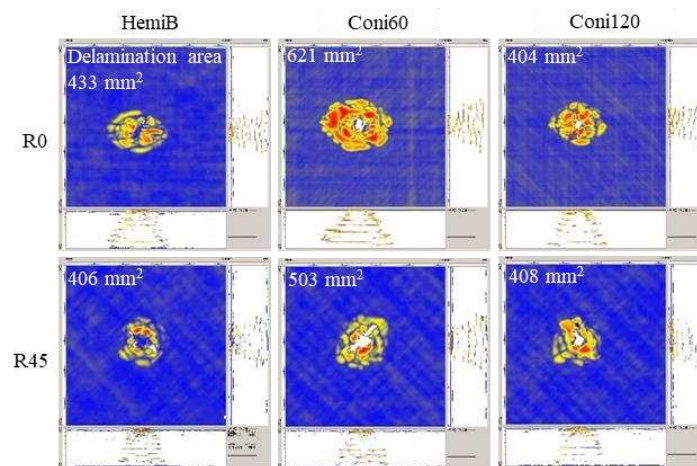 HemiB Coni60 Coni120
R0
Delamination area
433 mm²
621 mm²
404 mm²
R45
406 mm²
503 mm²
408 mm²